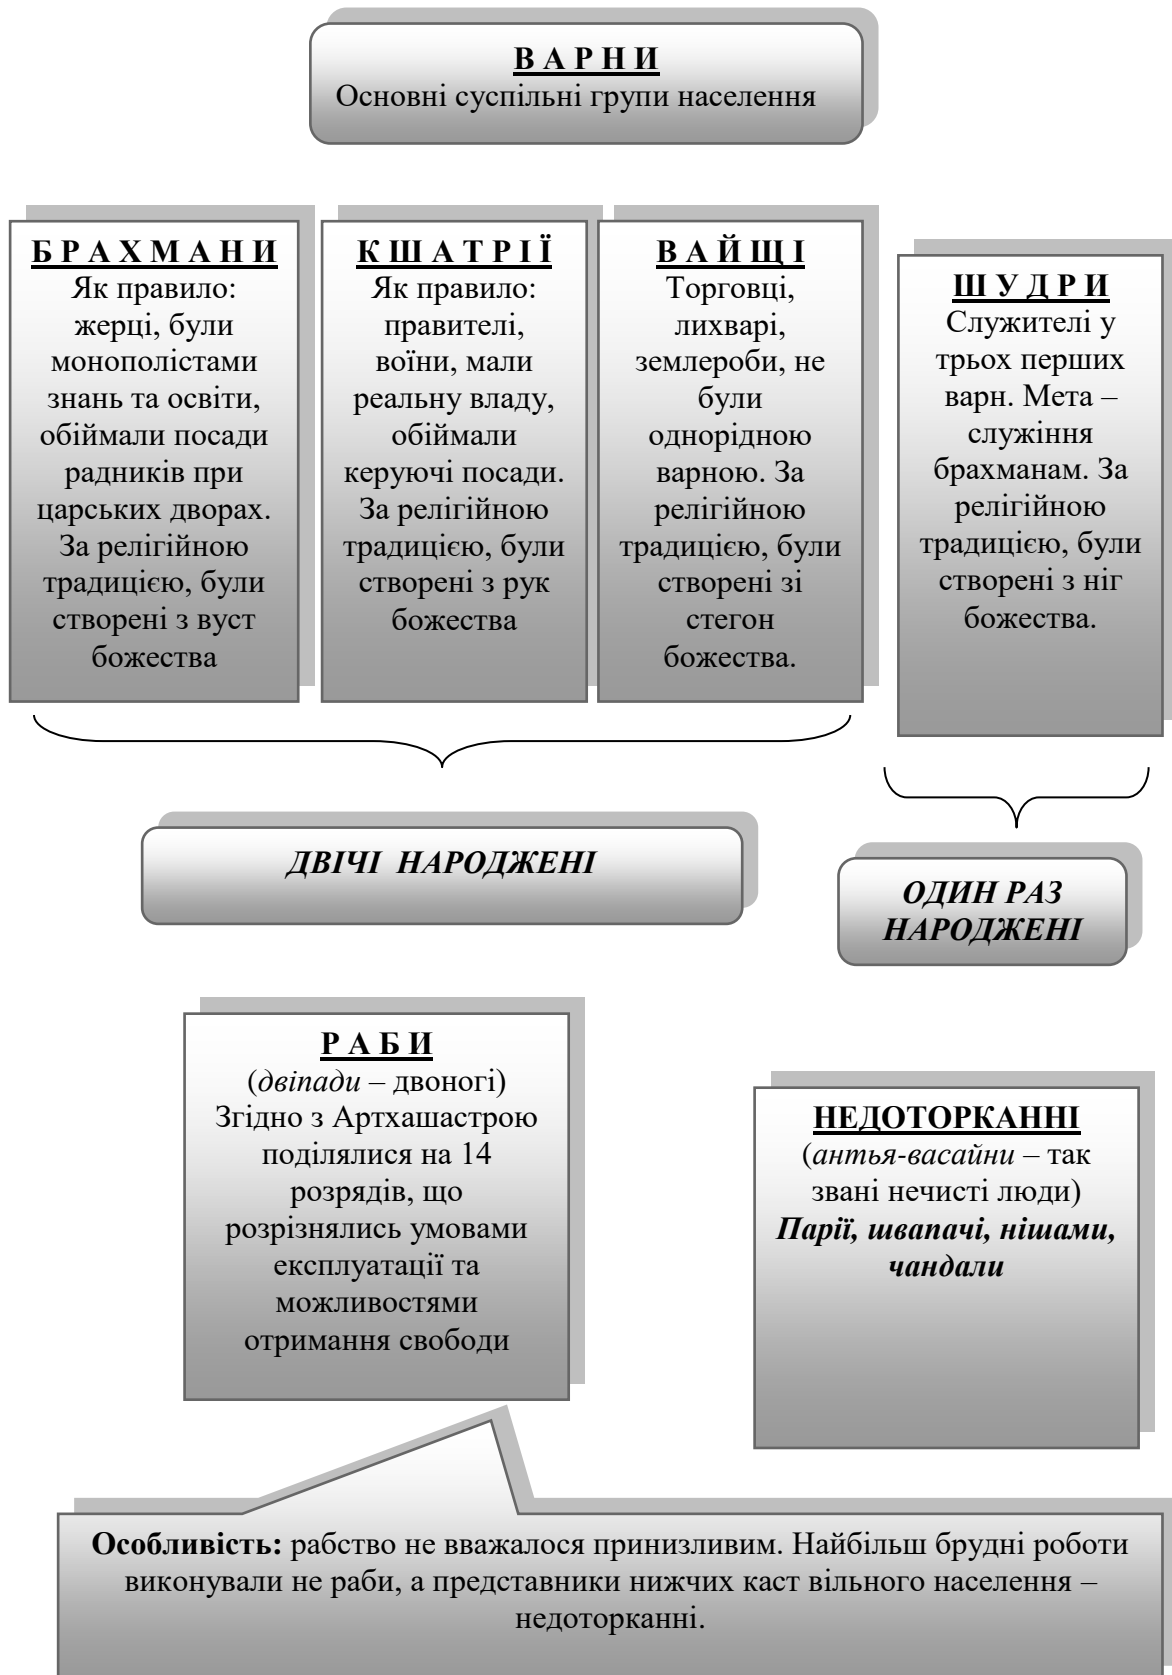 В А Р Н И
Основні суспільні групи населення
Б Р А Х М А Н И
Як правило:
жерці, були
монополістами
знань та освіти,
обіймали посади
радників при
царських дворах.
За релігійною
традицією, були
створені з вуст
божества
К Ш А Т Р І Ї
Як правило:
правителі,
воїни, мали
реальну владу,
обіймали
керуючі посади.
За релігійною
традицією, були
створені з рук
божества
В А Й Щ І
Торговці,
лихварі,
землероби, не
були
однорідною
варною. За
релігійною
традицією, були
створені зі
стегон
божества.
Ш У Д Р И
Служителі у
трьох перших
варн. Мета –
служіння
брахманам. За
релігійною
традицією, були
створені з ніг
божества.
ДВІЧІ НАРОДЖЕНІ
ОДИН РАЗ
НАРОДЖЕНІ
Р А Б И
(двіпади – двоногі)
Згідно з Артхашастрою
поділялися на 14
розрядів, що
розрізнялись умовами
експлуатації та
можливостями
отримання свободи
НЕДОТОРКАННІ
(антья-васайни – так
звані нечисті люди)
Парії, швапачі, нішами,
чандали
Особливість: рабство не вважалося принизливим. Найбільш брудні роботи
виконували не раби, а представники нижчих каст вільного населення –
недоторканні.